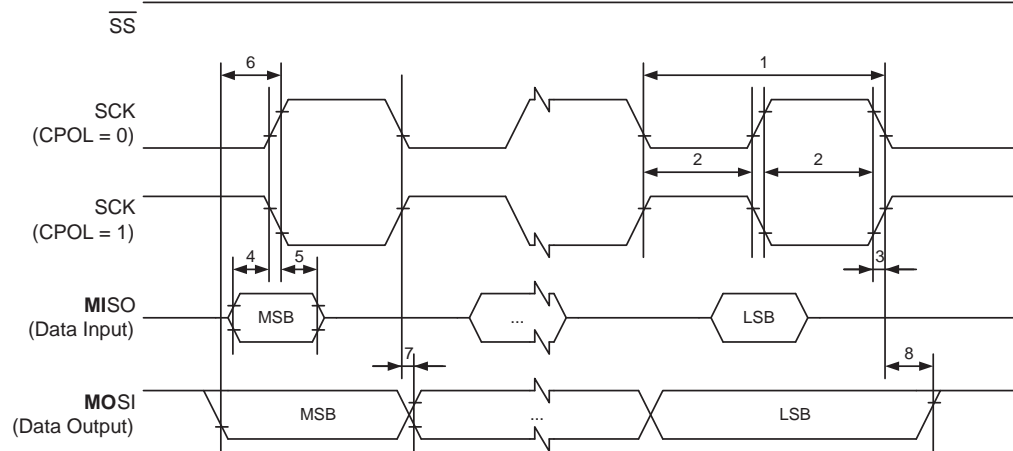 SS
6
1
SCK
(CPOL = 0)
2
2
SCK
(CPOL = 1)
4
5
3
MISO
(Data Input)
MSB
...
LSB
7
8
MOSI
(Data Output)
MSB
...
LSB